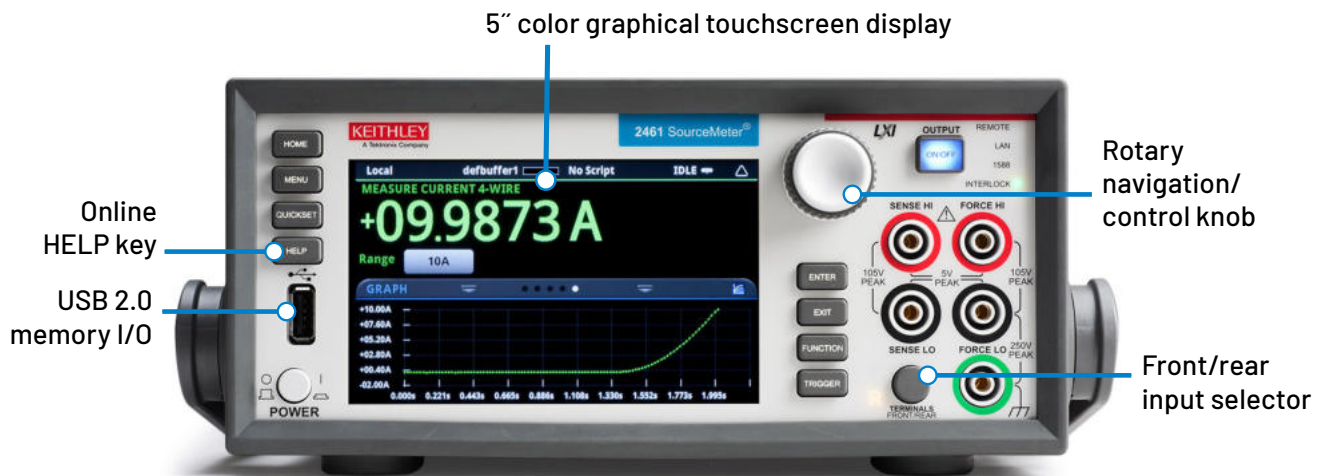 5˝ color graphical touchscreen display
Online
HELP key
USB 2.0
memory I/O
Rotary
navigation/
control knob
Front/rear
input selector
HOME
MENU
QUICKSET
HELP
POWER
KEITHLEY
A Tektronix Company
2461 SourceMeter®
Local defbuffer1 No Script IDLE
MEASURE CURRENT 4-WIRE
+09.9873 A
Range 10A
GRAPH
+10.00A
+07.60A
+05.20A
+02.80A
+00.40A
-02.00A
0.000s 0.221s 0.443s 0.665s 0.886s 1.108s 1.330s 1.552s 1.773s 1.995s
LXI
OUTPUT
ON/OFF
REMOTE
LAN
1588
INTERLOCK
SENSE HI FORCE HI
105V
PEAK
5V
PEAK
105V
PEAK
SENSE LO FORCE LO
250V
PEAK
ENTER
EXIT
FUNCTION
TRIGGER
R
TERMINALS
FRONT/REAR